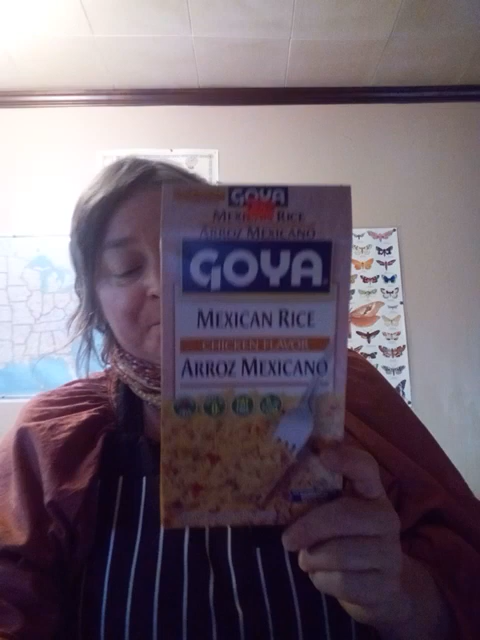 GOYA
MEXICAN RICE
ARROZ MEXICANO
GOYA
MEXICAN RICE
CHICKEN FLAVOR
ARROZ MEXICANO